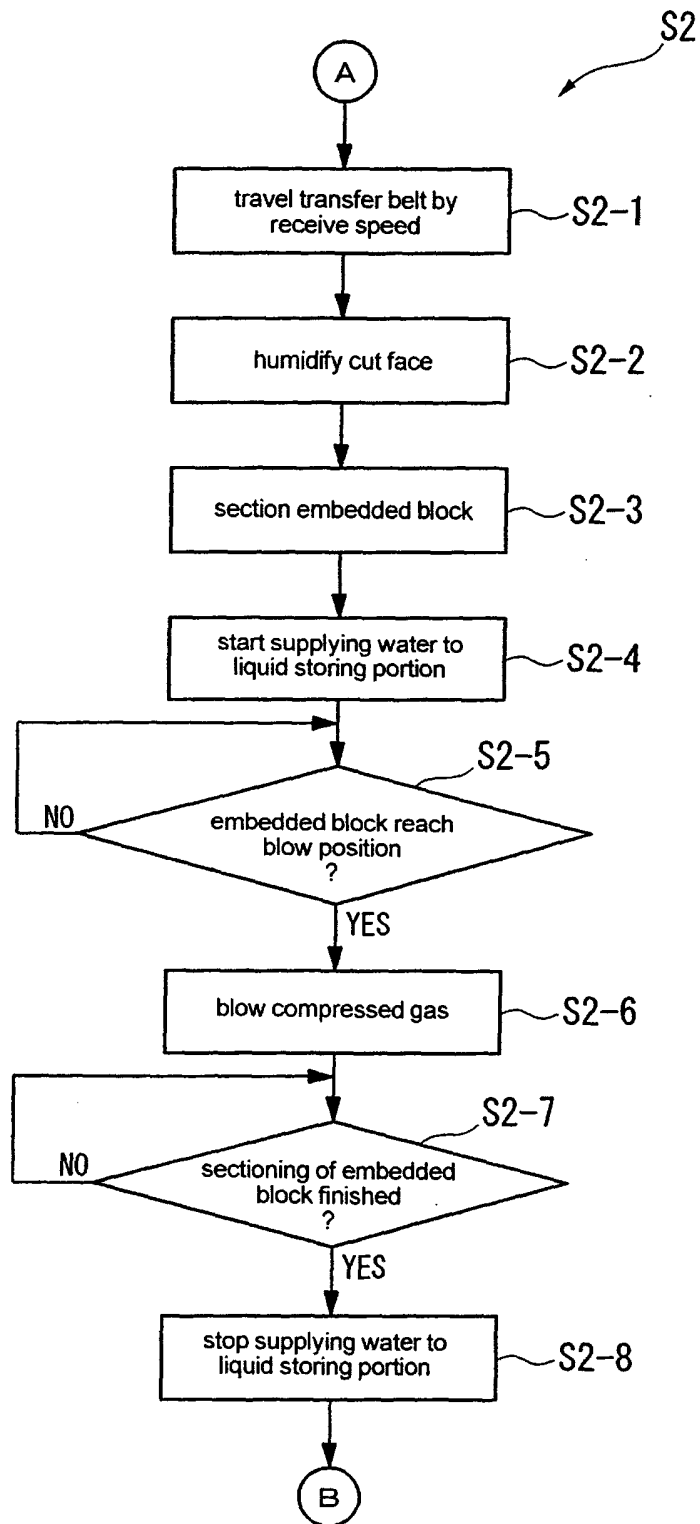 S2
A
travel transfer belt by
receive speed
S2-1
humidify cut face
S2-2
section embedded block
S2-3
start supplying water to
liquid storing portion
S2-4
S2-5
NO
embedded block reach
blow position
?
YES
blow compressed gas
S2-6
S2-7
NO
sectioning of embedded
block finished
?
YES
stop supplying water to
liquid storing portion
S2-8
B